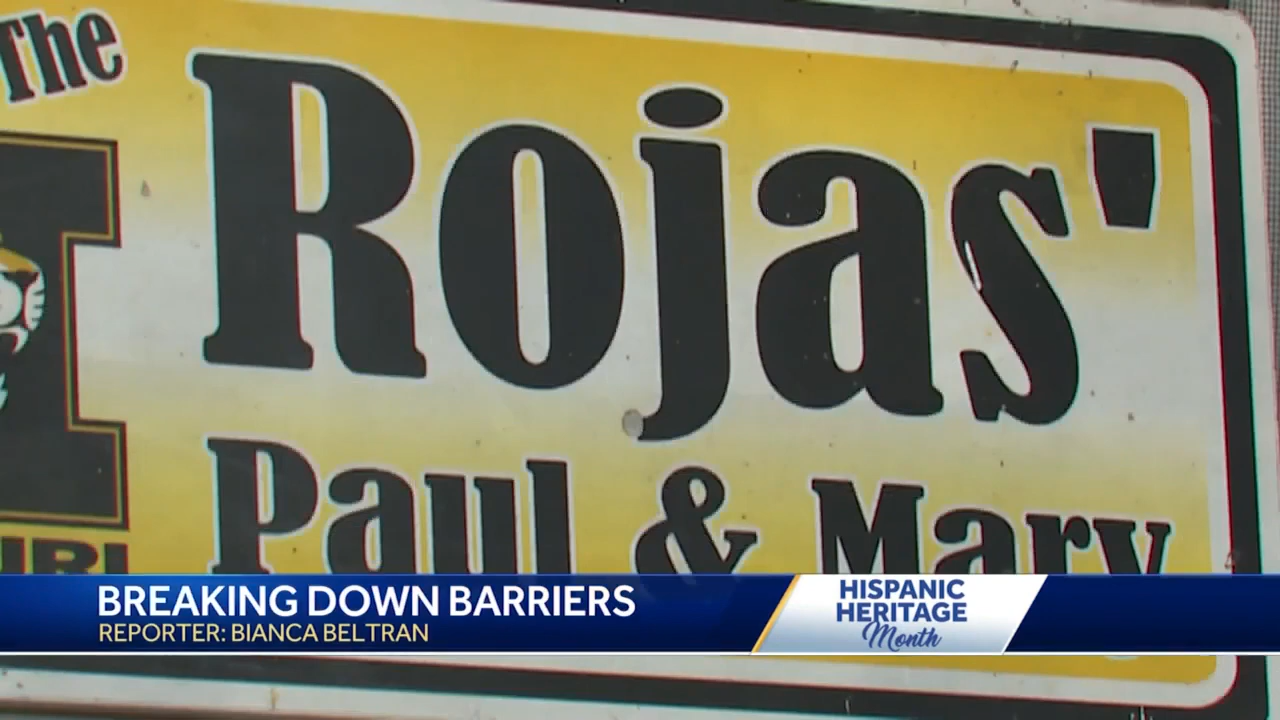 The
Rojas'
Paul & Mary
BREAKING DOWN BARRIERS
REPORTER: BIANCA BELTRAN
HISPANIC
HERITAGE
Month